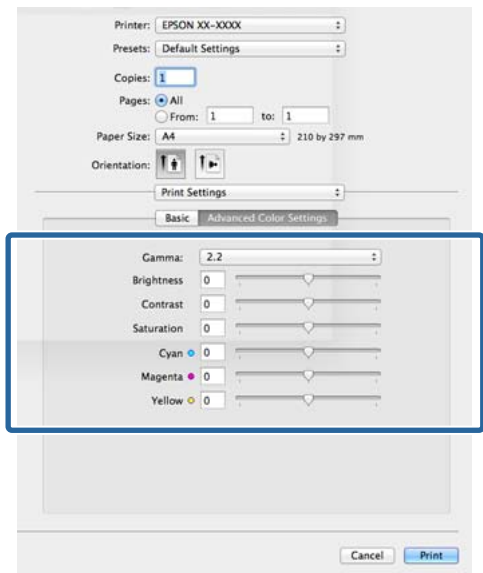 Printer: EPSON XX-XXXX
Presets: Default Settings
Copies: 1
Pages: All
From: 1 to: 1
Paper Size: A4 210 by 297 mm
Orientation:
Print Settings
Basic Advanced Color Settings
Gamma: 2.2
Brightness 0
Contrast 0
Saturation 0
Cyan 0
Magenta 0
Yellow 0
Cancel Print